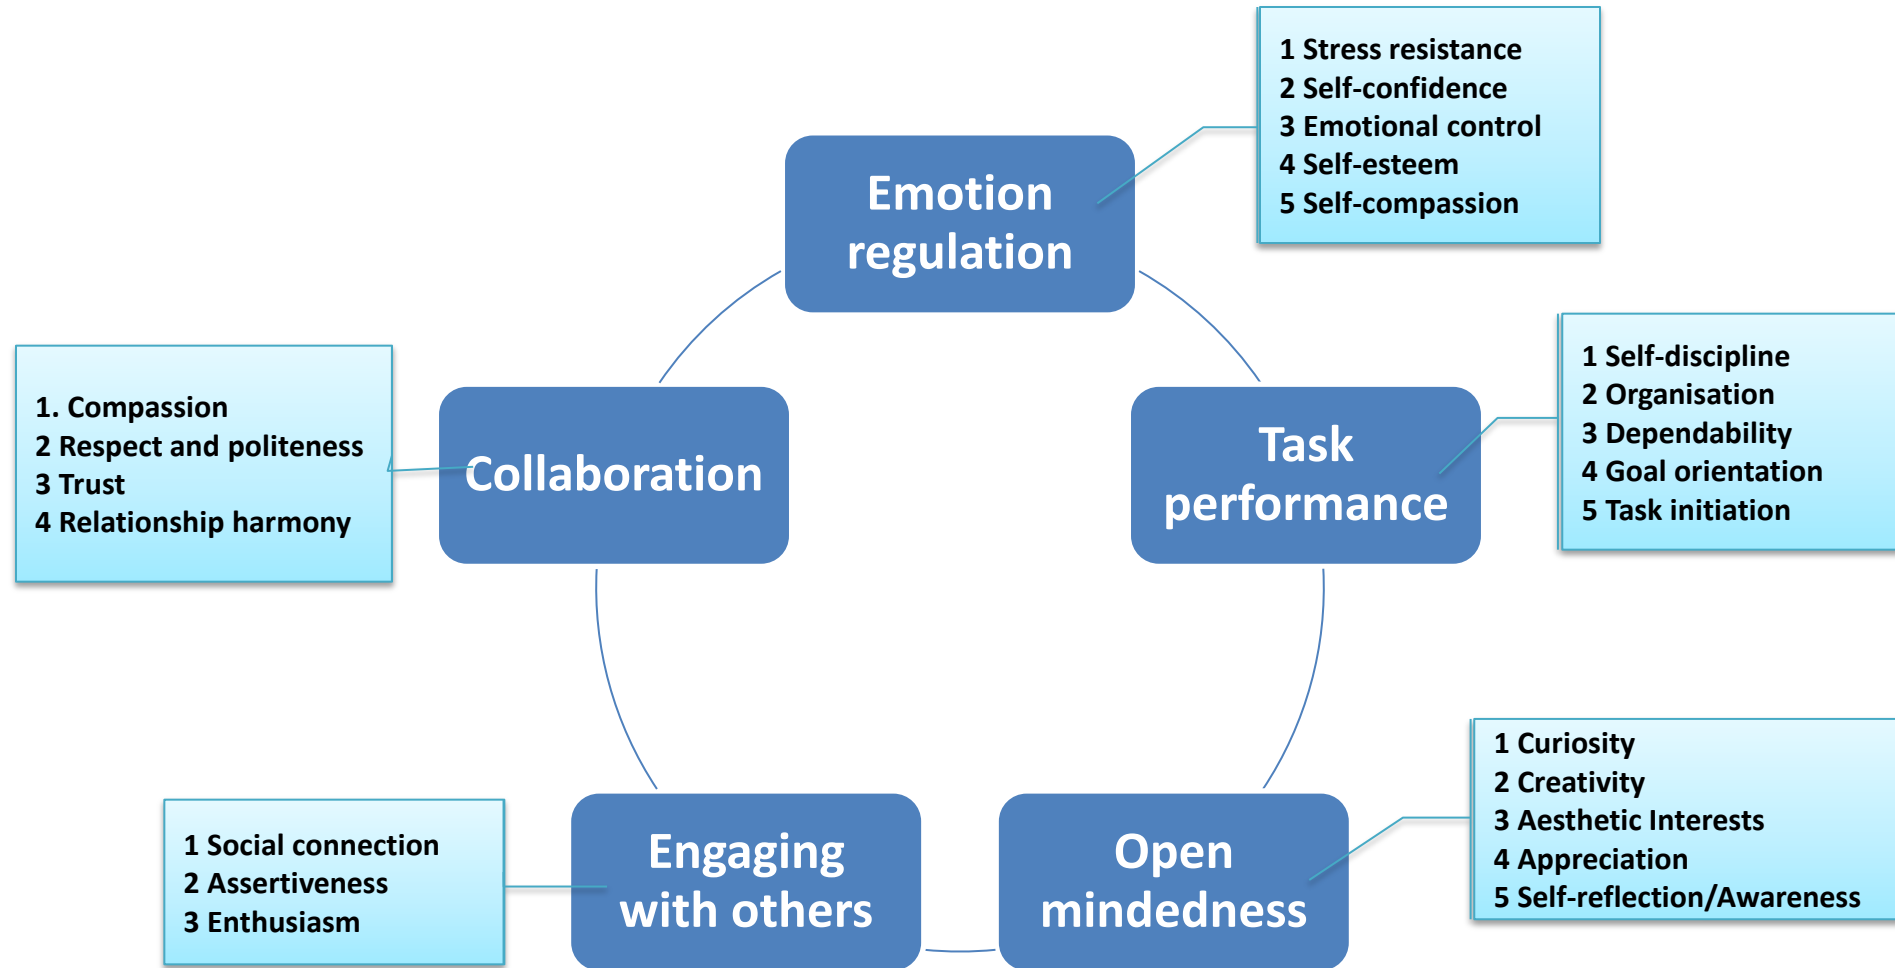 1 Stress resistance
2 Self-confidence
3 Emotional control
4 Self-esteem
5 Self-compassion
Emotion
regulation
1 Self-discipline
2 Organisation
3 Dependability
4 Goal orientation
5 Task initiation
Task
performance
1. Compassion
2 Respect and politeness
3 Trust
4 Relationship harmony
Collaboration
1 Curiosity
2 Creativity
3 Aesthetic Interests
4 Appreciation
5 Self-reflection/Awareness
Open
mindedness
1 Social connection
2 Assertiveness
3 Enthusiasm
Engaging
with others